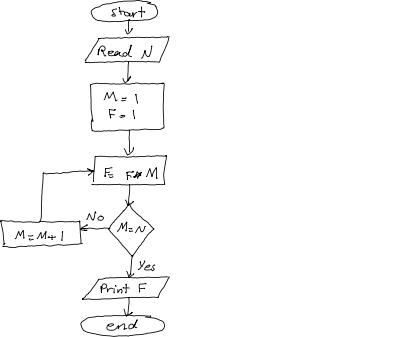 start
Read N
M = 1
F = 1
F = F * M
M = N
No
M = M + 1
Yes
Print F
end